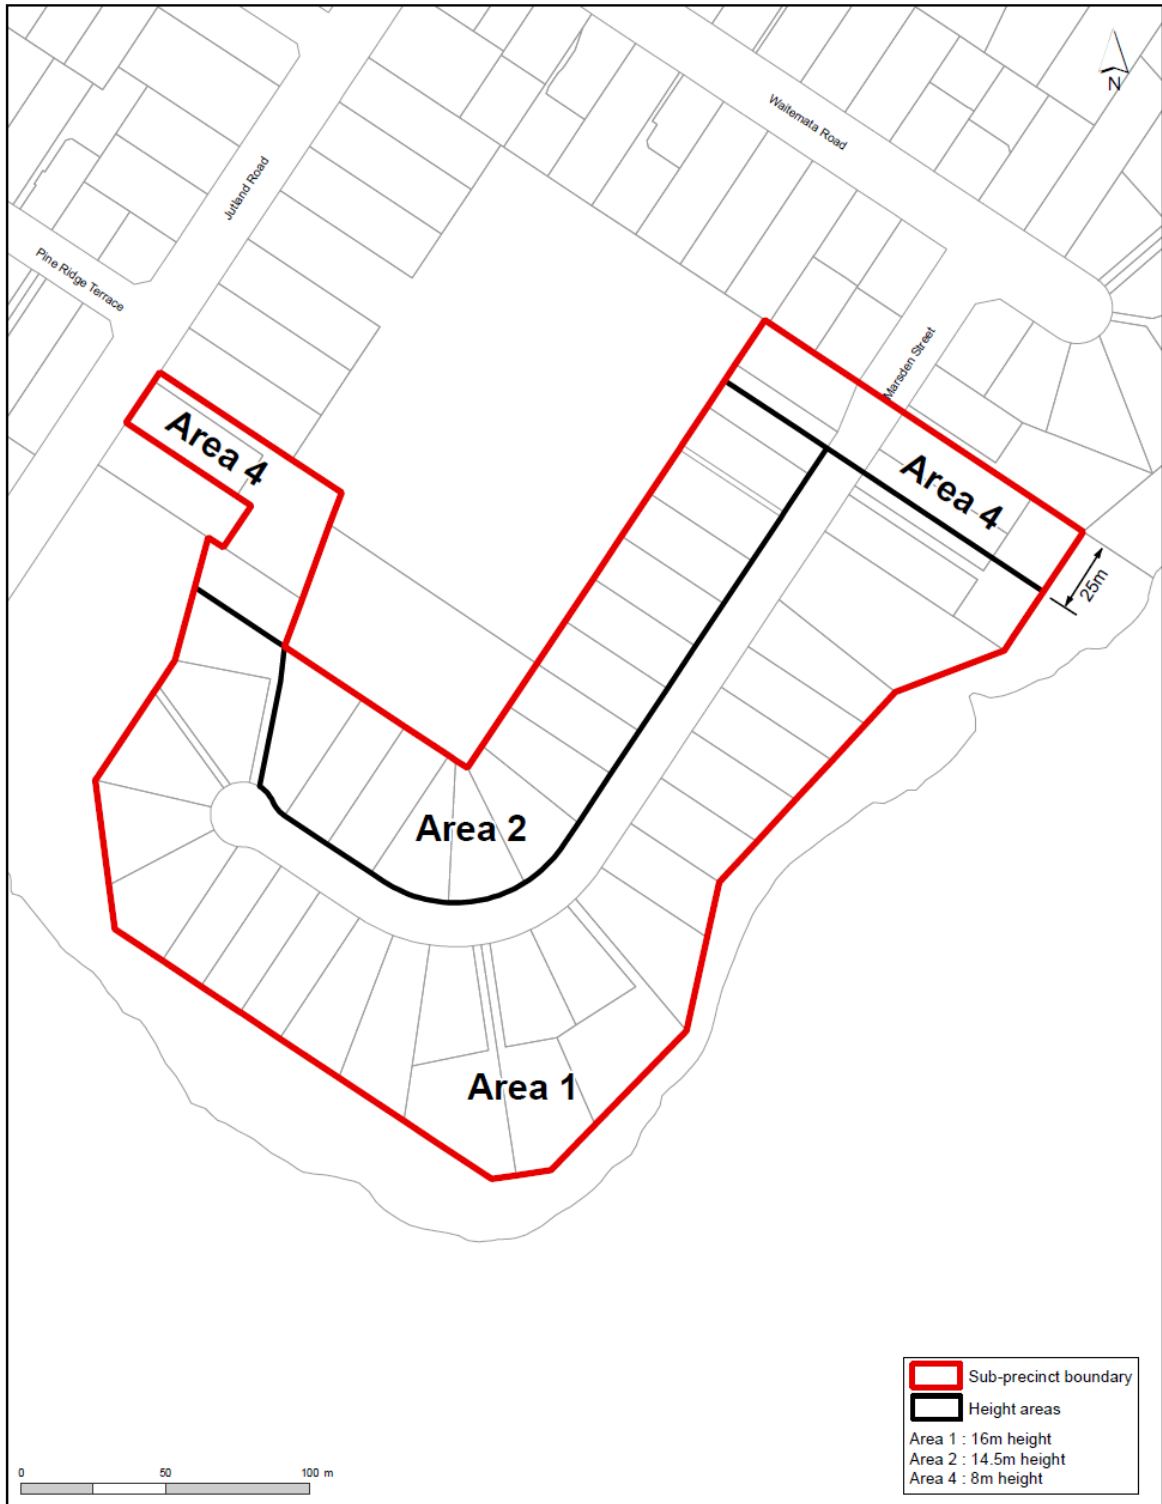 Waitemata Road
N
Jutland Road
Pine Ridge Terrace
Marsden Street
Area 4
Area 4
25m
Area 2
Area 1
Sub-precinct boundary
Height areas
Area 1 : 16m height
Area 2 : 14.5m height
Area 4 : 8m height
0 50 100 m